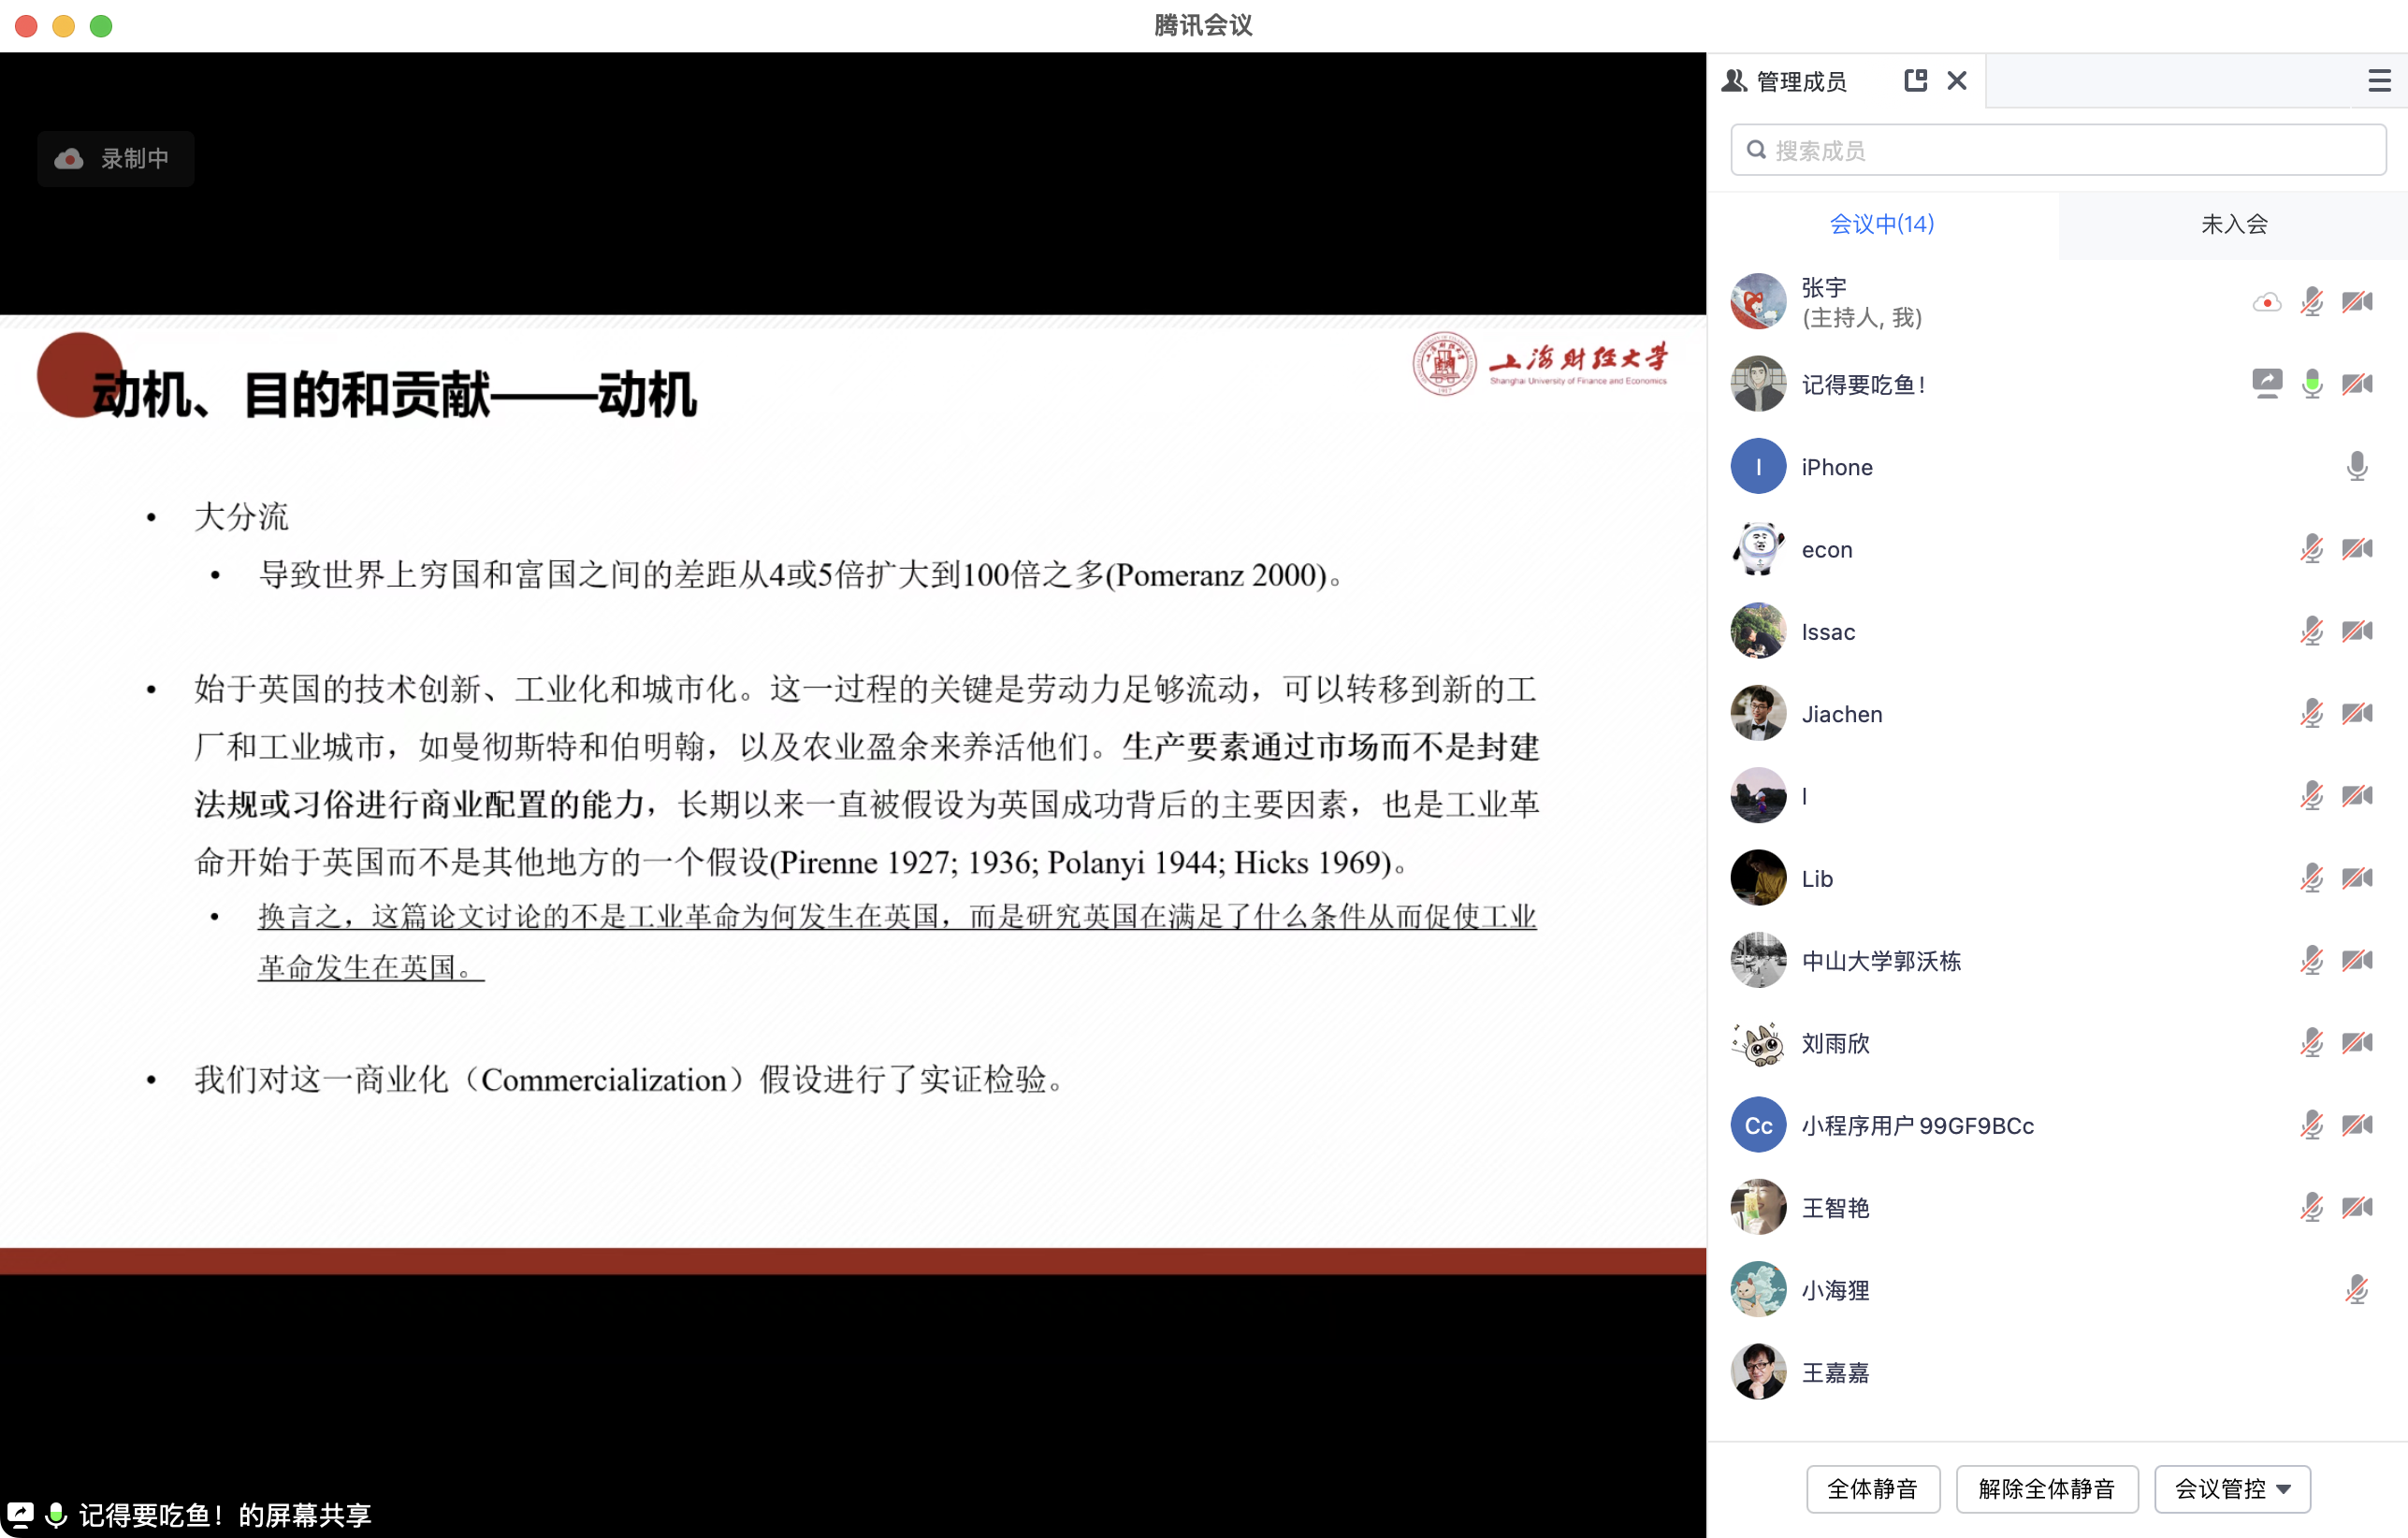 腾讯会议
录制中
动机、目的和贡献——动机
上海财经大学
Shanghai University of Finance and Economics
• 大分流
• 导致世界上穷国和富国之间的差距从4或5倍扩大到100倍之多(Pomeranz 2000)。
• 始于英国的技术创新、工业化和城市化。这一过程的关键是劳动力足够流动，可以转移到新的工
厂和工业城市，如曼彻斯特和伯明翰，以及农业盈余来养活他们。生产要素通过市场而不是封建
法规或习俗进行商业配置的能力，长期以来一直被假设为英国成功背后的主要因素，也是工业革
命开始于英国而不是其他地方的一个假设(Pirenne 1927; 1936; Polanyi 1944; Hicks 1969)。
• 换言之，这篇论文讨论的不是工业革命为何发生在英国，而是研究英国在满足了什么条件从而促使工业
革命发生在英国。
• 我们对这一商业化（Commercialization）假设进行了实证检验。
记得要吃鱼！的屏幕共享
管理成员
搜索成员
会议中(14)
未入会
张宇
(主持人, 我)
记得要吃鱼！
I
iPhone
econ
Issac
Jiachen
l
Lib
中山大学郭沃栋
刘雨欣
Cc
小程序用户99GF9BCc
王智艳
小海狸
王嘉嘉
全体静音
解除全体静音
会议管控